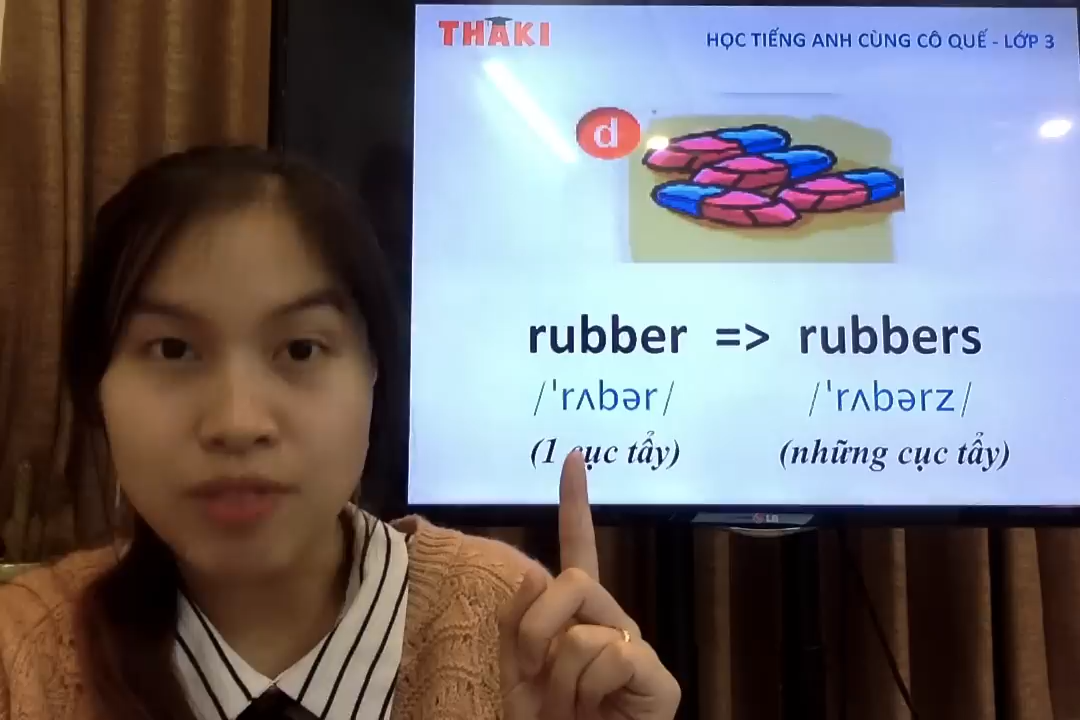 THAKI
HỌC TIẾNG ANH CÙNG CÔ QUẾ - LỚP 3
d
rubber => rubbers
/ˈrʌbər/ /ˈrʌbərz/
(1 cục tẩy) (những cục tẩy)
LG